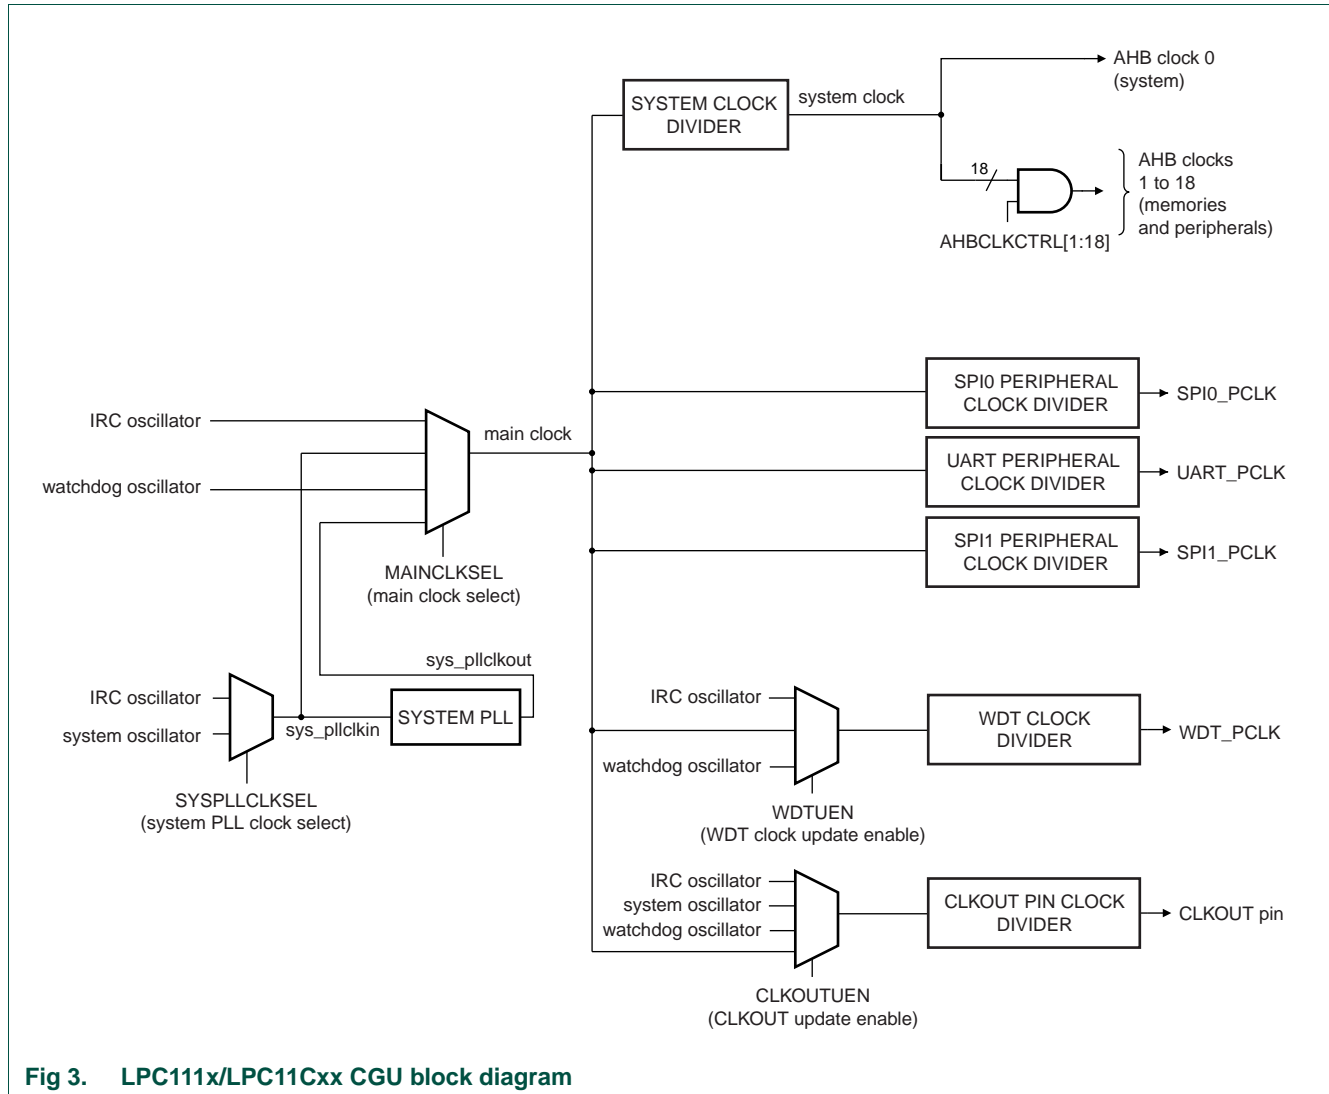 AHB clock 0
(system)
SYSTEM CLOCK
DIVIDER
system clock
18
AHB clocks
1 to 18
(memories
and peripherals)
AHBCLKCTRL[1:18]
SPI0 PERIPHERAL
CLOCK DIVIDER
SPI0_PCLK
IRC oscillator
main clock
watchdog oscillator
UART PERIPHERAL
CLOCK DIVIDER
UART_PCLK
SPI1 PERIPHERAL
CLOCK DIVIDER
SPI1_PCLK
MAINCLKSEL
(main clock select)
sys_pllclkout
IRC oscillator
system oscillator
sys_pllclkin
SYSTEM PLL
SYSPLLCLKSEL
(system PLL clock select)
IRC oscillator
watchdog oscillator
WDT CLOCK
DIVIDER
WDT_PCLK
WDTUEN
(WDT clock update enable)
IRC oscillator
system oscillator
watchdog oscillator
CLKOUT PIN CLOCK
DIVIDER
CLKOUT pin
CLKOUTUEN
(CLKOUT update enable)
Fig 3. LPC111x/LPC11Cxx CGU block diagram